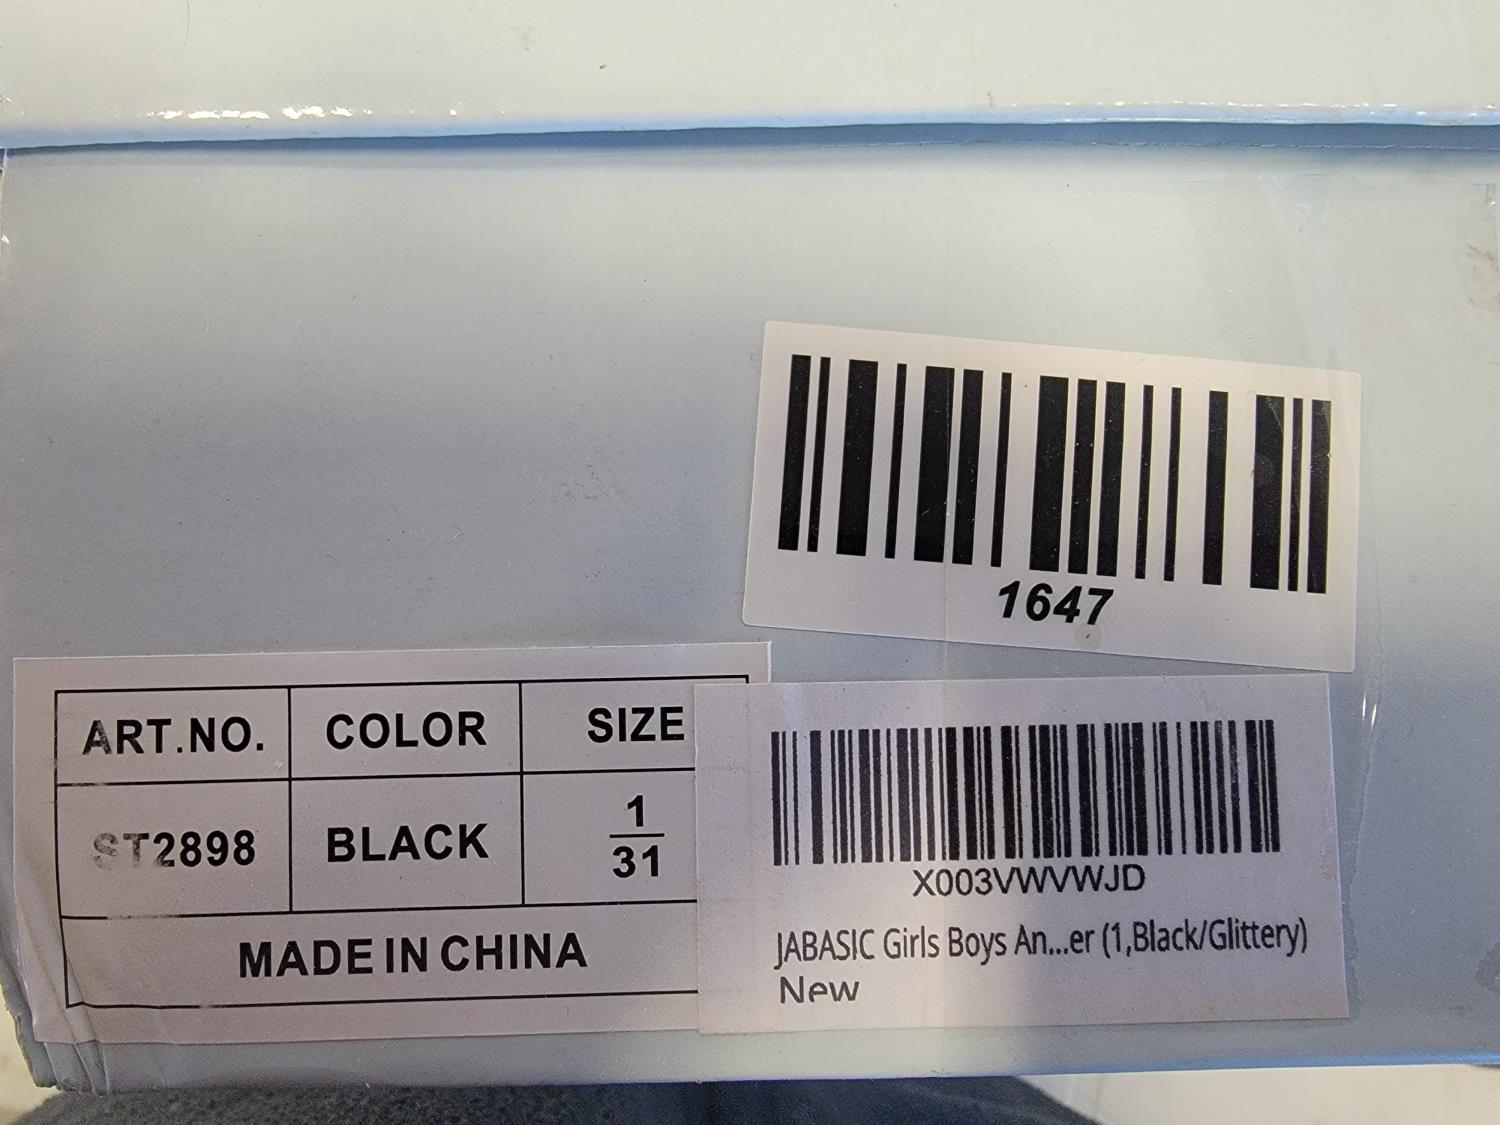 1647
ART.NO. COLOR SIZE
ST2898 BLACK 1
31
MADE IN CHINA
X003VWVWJD
JABASIC Girls Boys An...er (1,Black/Glittery)
New